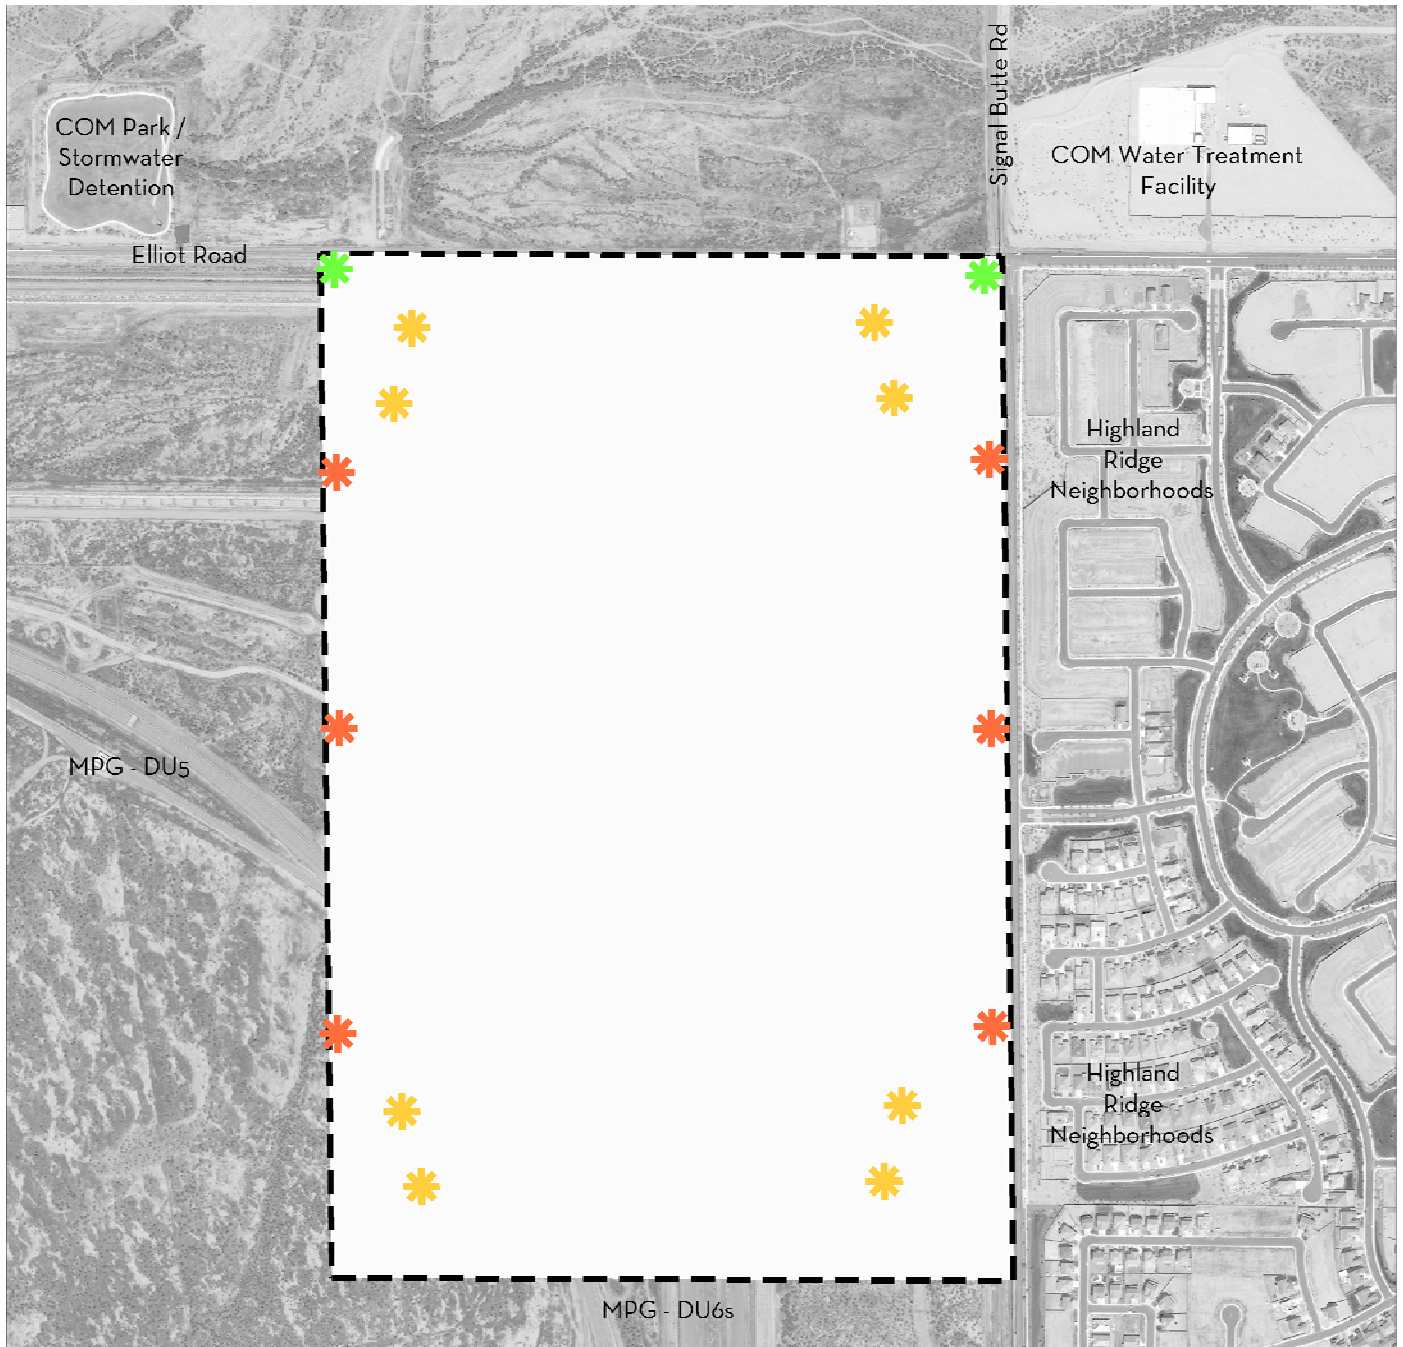 Signal Butte Rd
COM Park /
Stormwater
Detention
COM Water Treatment
Facility
Elliot Road
Highland
Ridge
Neighborhoods
MPG - DU5
Highland
Ridge
Neighborhoods
MPG - DU6s